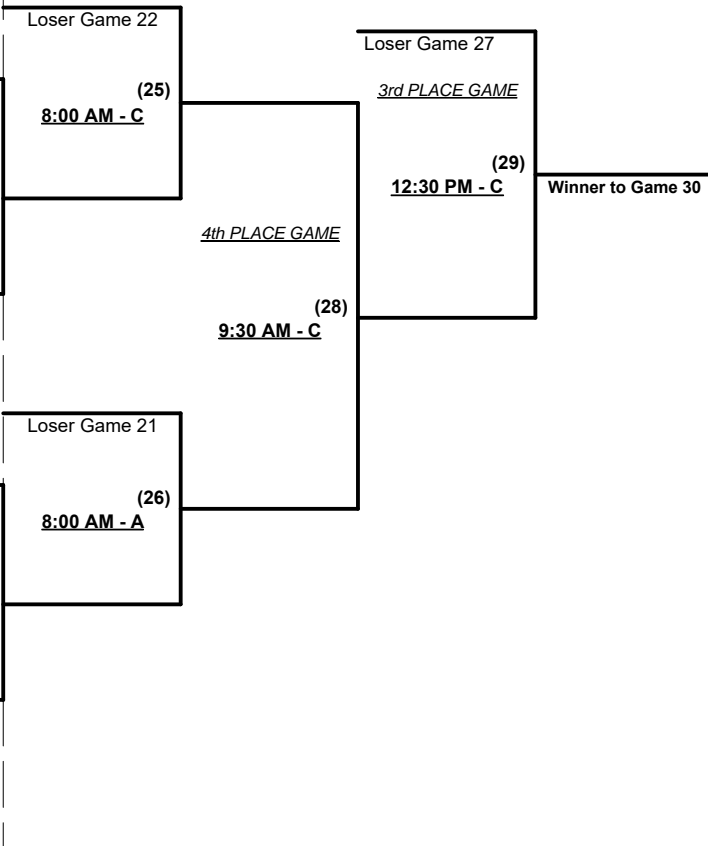 Loser Game 22
(25)
8:00 AM - C
Loser Game 27
3rd PLACE GAME
(29)
12:30 PM - C
Winner to Game 30
4th PLACE GAME
(28)
9:30 AM - C
Loser Game 21
(26)
8:00 AM - A